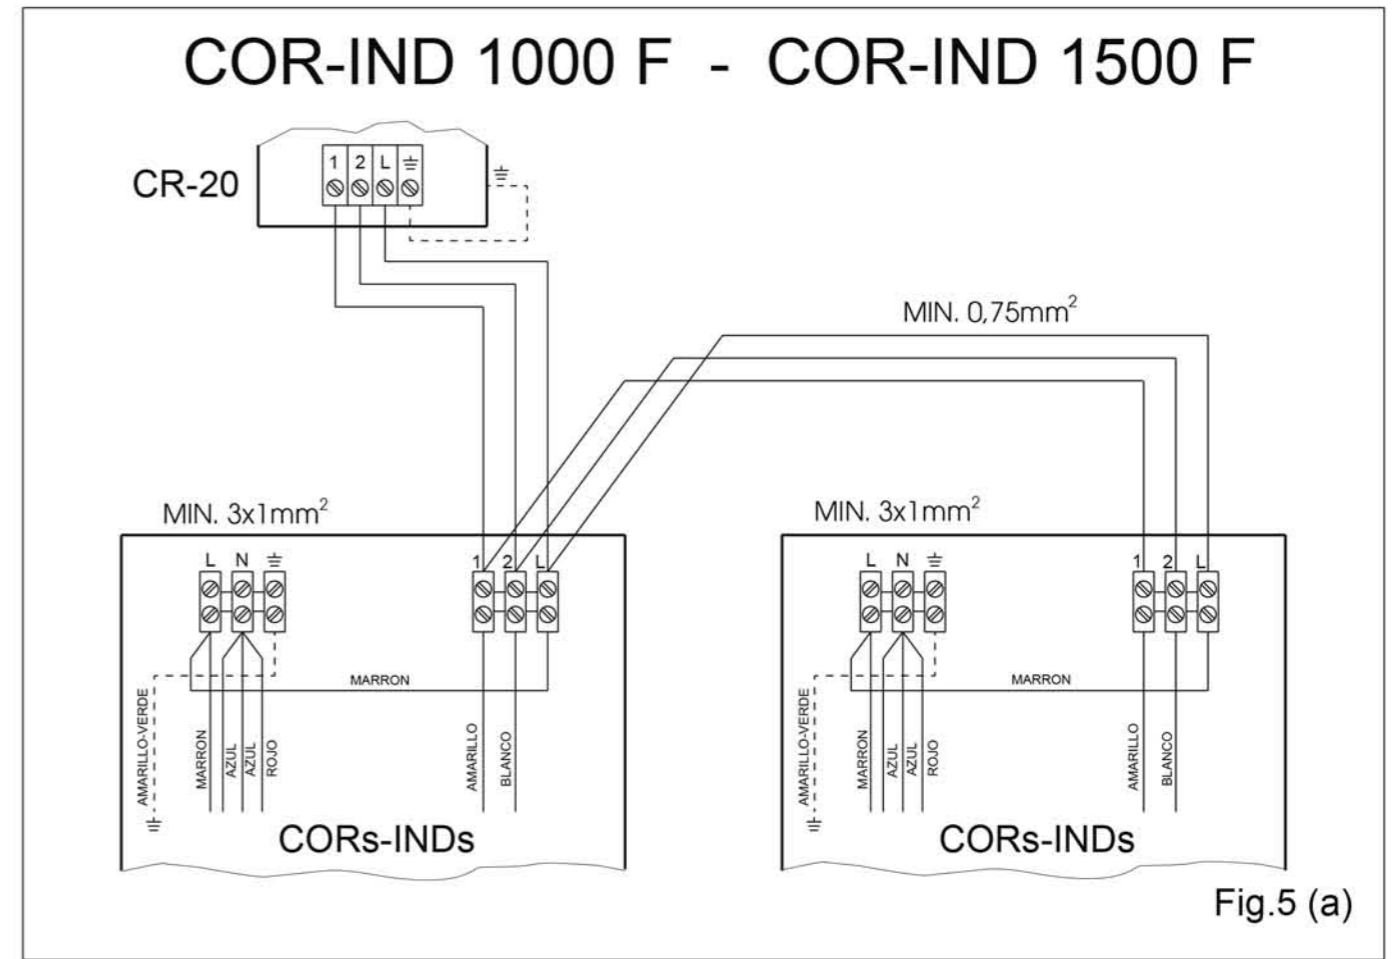 COR-IND 1000 F - COR-IND 1500 F
1 2 L
CR-20
MIN. 0,75mm²
MIN. 3x1mm²
MIN. 3x1mm²
L N
1 2 L
L N
1 2 L
MARRON
MARRON
AMARILLO-VERDE
MARRON
AZUL
AZUL
ROJO
AMARILLO
BLANCO
AMARILLO-VERDE
MARRON
AZUL
AZUL
ROJO
AMARILLO
BLANCO
CORs-INDs
CORs-INDs
Fig.5 (a)